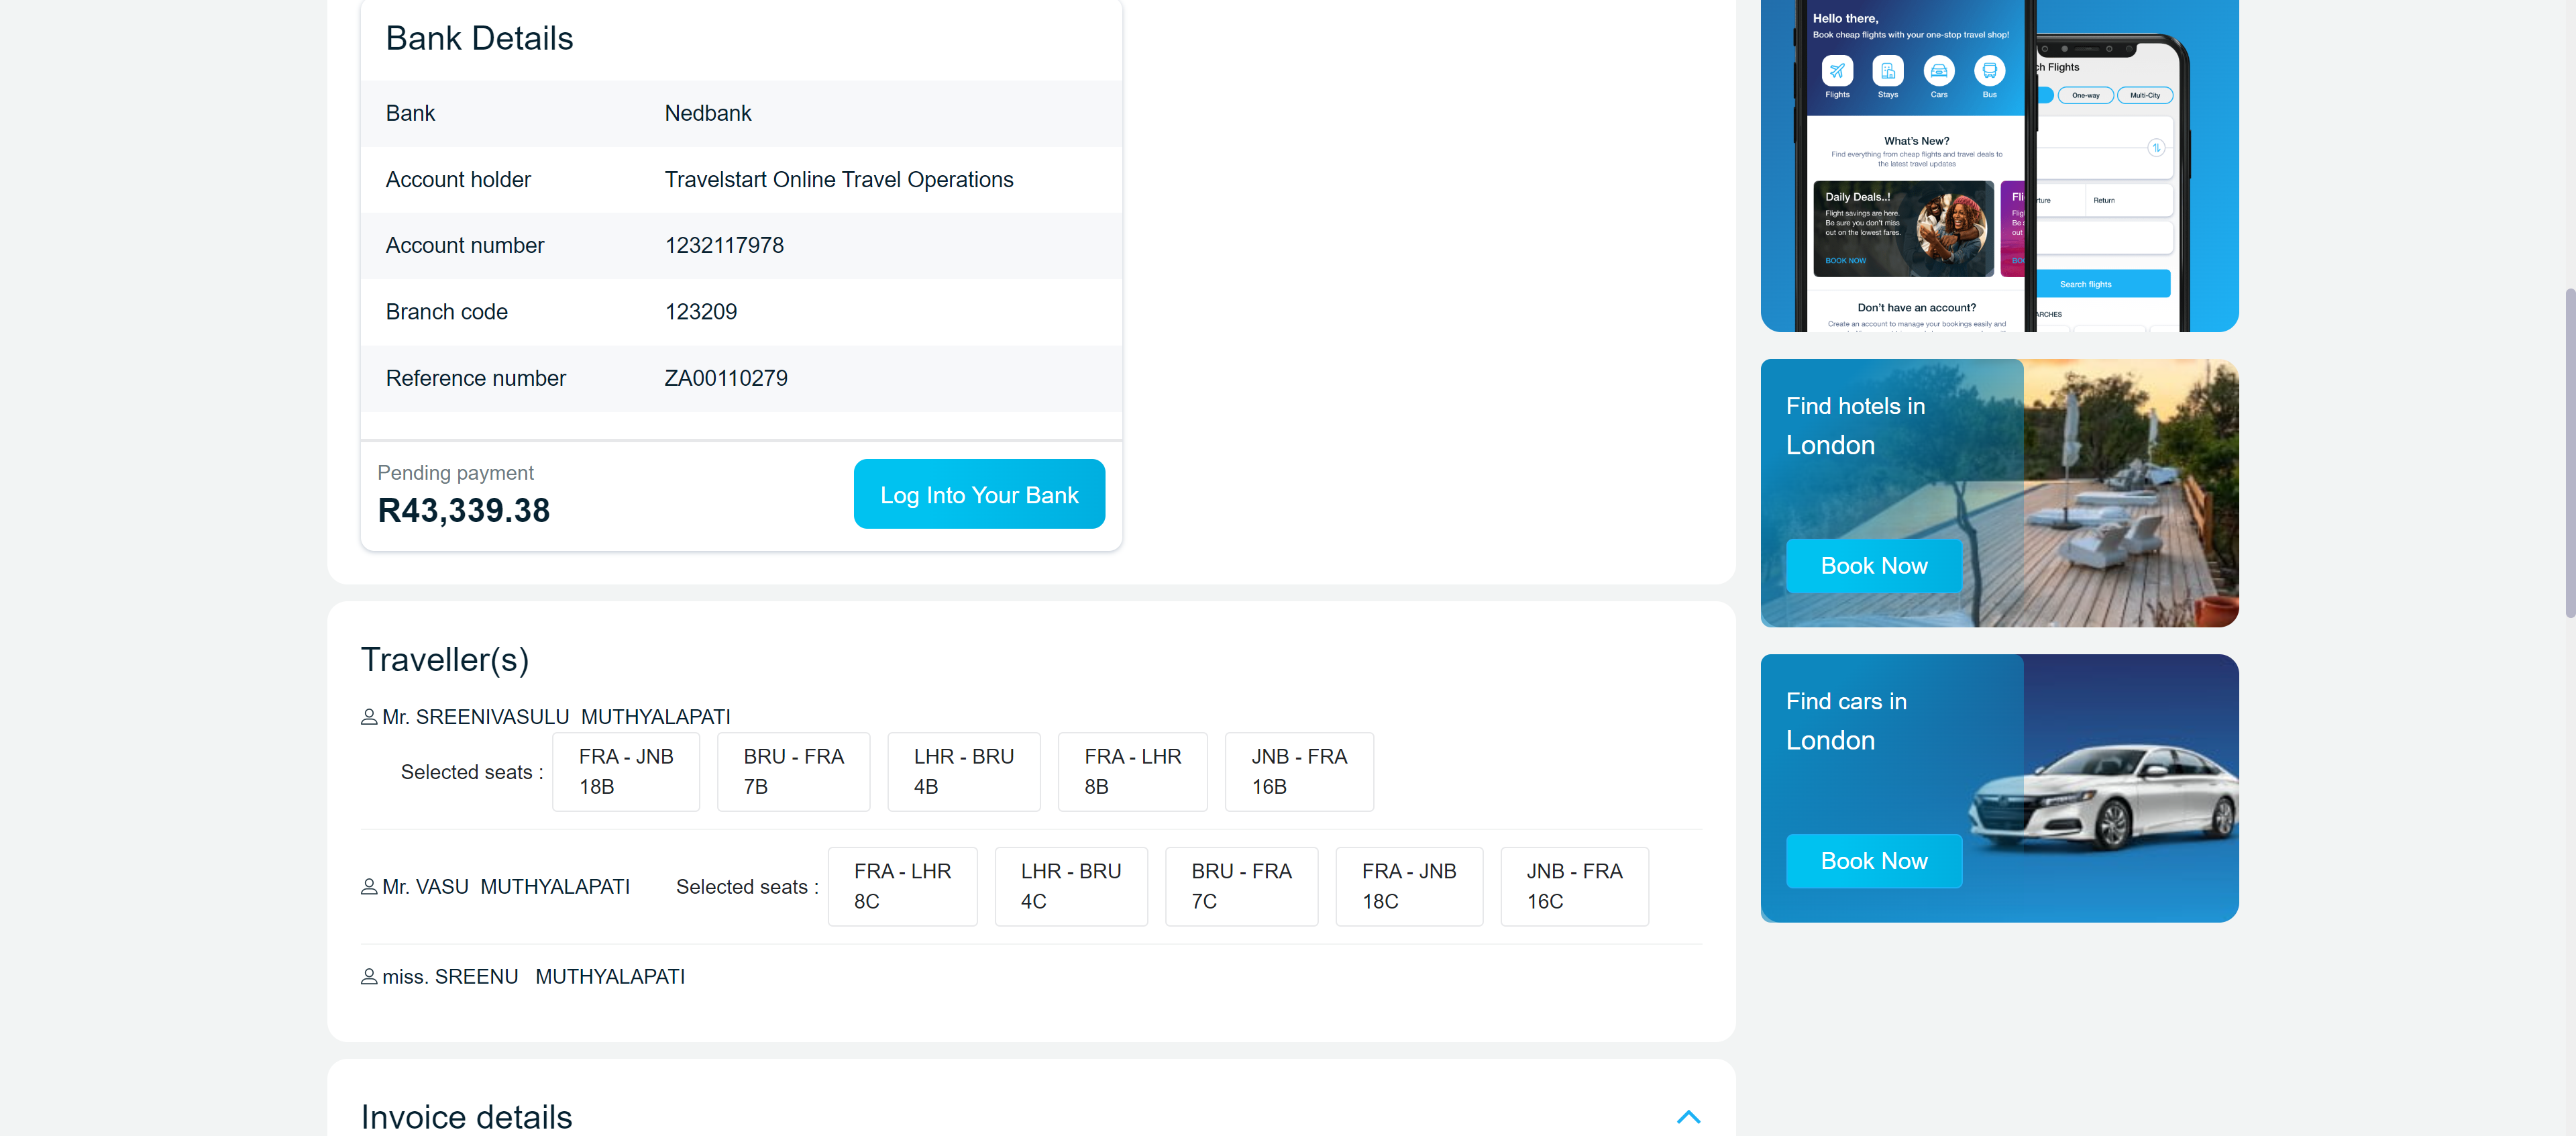 Bank Details
Bank Nedbank
Account holder Travelstart Online Travel Operations
Account number 1232117978
Branch code 123209
Reference number ZA00110279
Pending payment
R43,339.38
Log Into Your Bank
Traveller(s)
Mr. SREENIVASULU MUTHYALAPATI
Selected seats :
FRA - JNB
18B
BRU - FRA
7B
LHR - BRU
4B
FRA - LHR
8B
JNB - FRA
16B
Mr. VASU MUTHYALAPATI
Selected seats :
FRA - LHR
8C
LHR - BRU
4C
BRU - FRA
7C
FRA - JNB
18C
JNB - FRA
16C
miss. SREENU MUTHYALAPATI
Invoice details
Hello there,
Book cheap flights with your one-stop travel shop!
Flights Stays Cars Bus
What's New?
Find everything from cheap flights and travel deals to
the latest travel updates
Daily Deals..!
Flight savings are here.
Be sure you don't miss
out on the lowest fares.
BOOK NOW
Fli
Fligl
Be s
out
BOO
Don't have an account?
Create an account to manage your bookings easily and
ch Flights
One-way Multi-City
rture Return
Search flights
ARCHES
Find hotels in
London
Book Now
Find cars in
London
Book Now